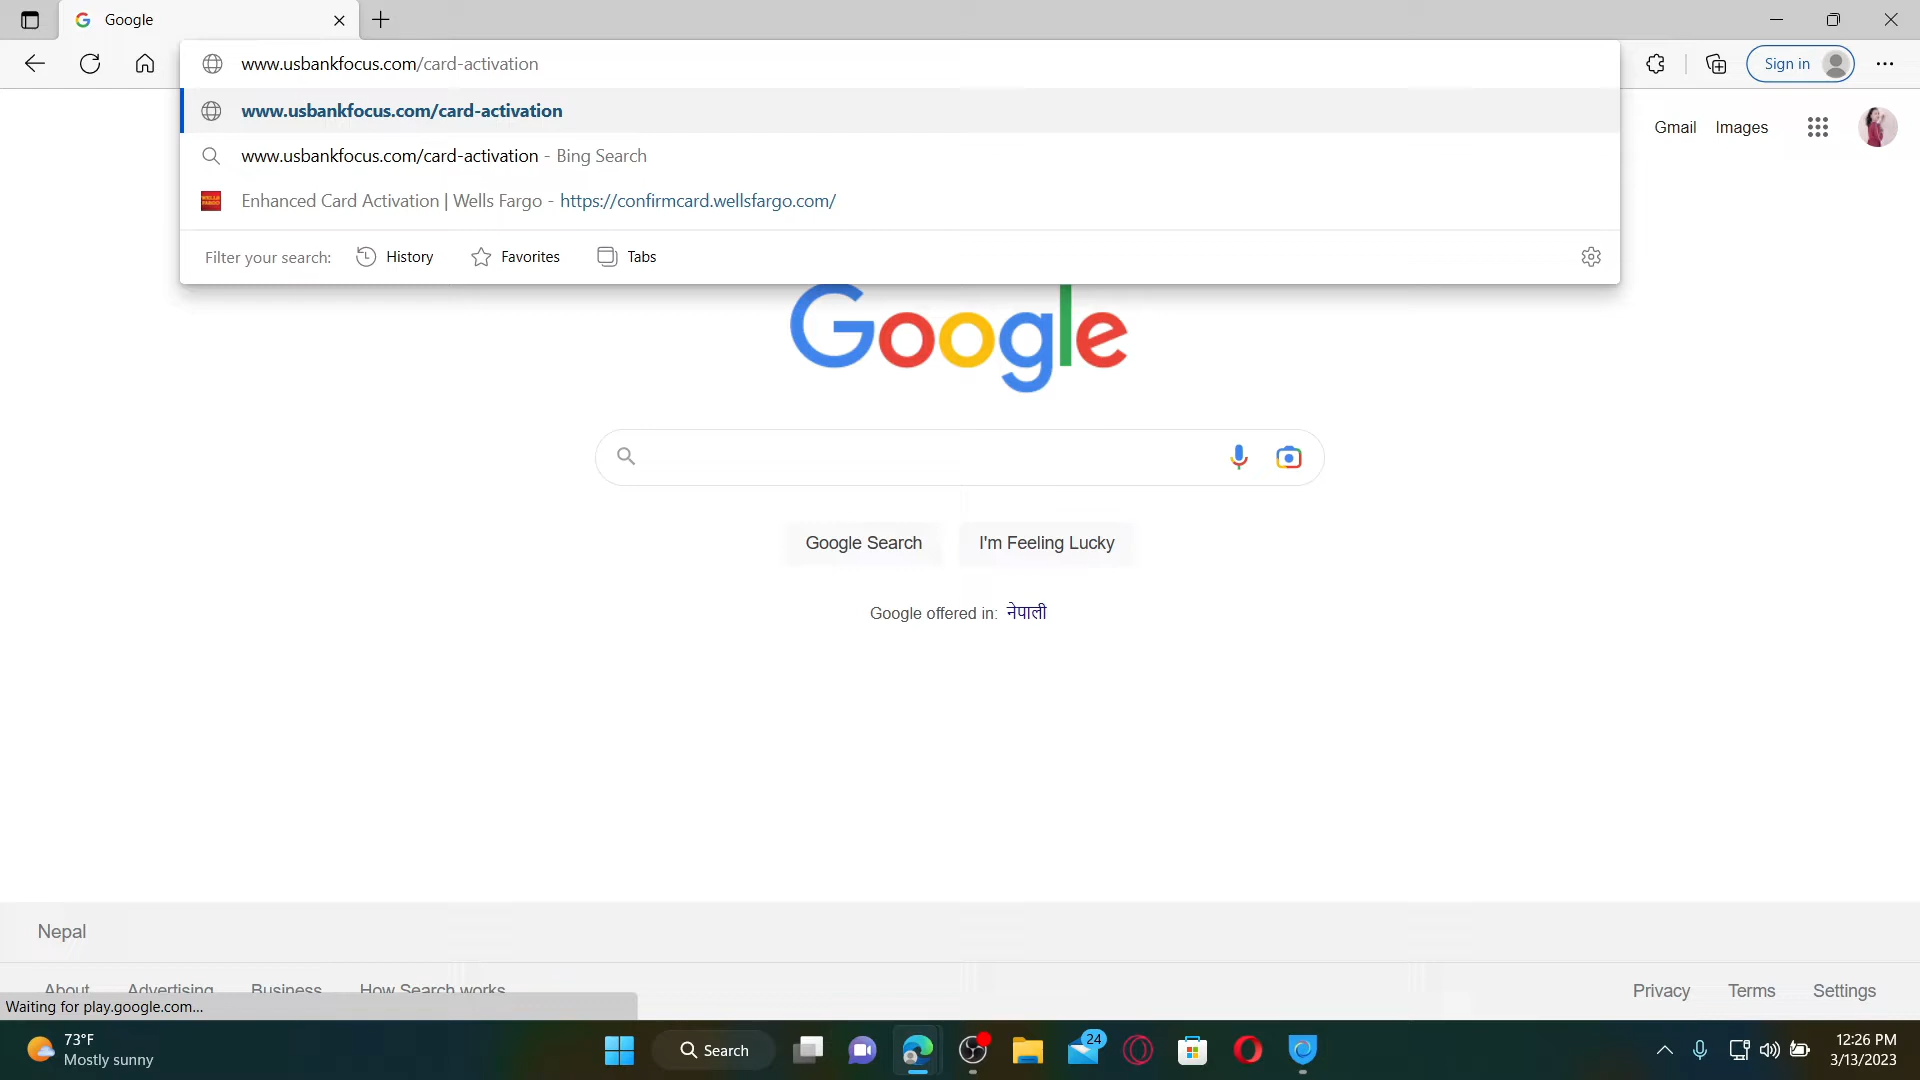 Google
www.usbankfocus.com/card-activation
Sign in
www.usbankfocus.com/card-activation
www.usbankfocus.com/card-activation - Bing Search
WELLS FARGO
Enhanced Card Activation | Wells Fargo - https://confirmcard.wellsfargo.com/
Filter your search: History Favorites Tabs
Gmail Images
Google
Google Search I'm Feeling Lucky
Google offered in: नेपाली
Nepal
About Advertising Business How Search works Privacy Terms Settings
Waiting for play.google.com...
73°F
Mostly sunny
Search
24
12:26 PM
3/13/2023